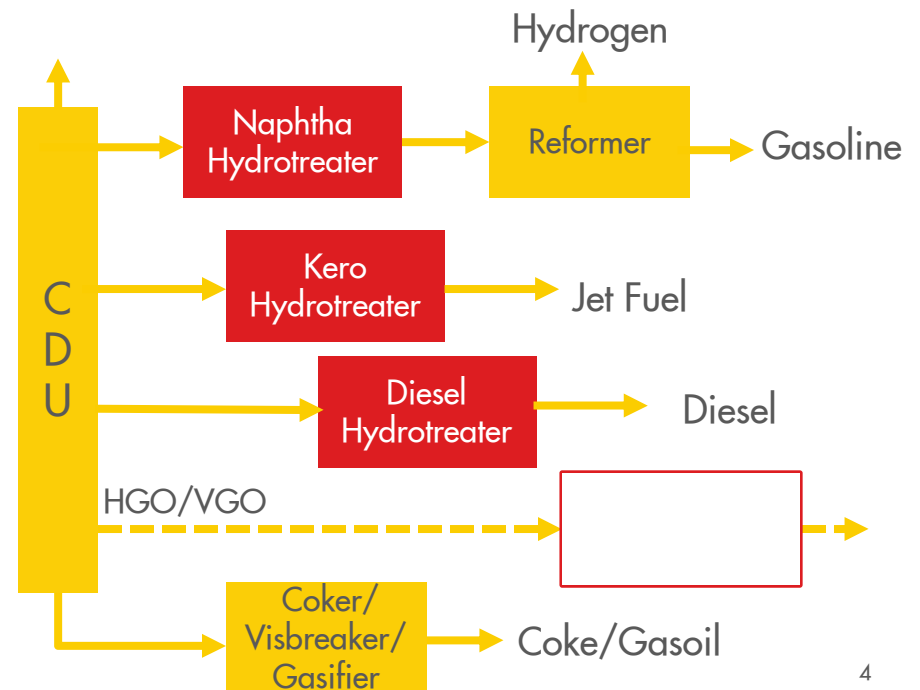 Hydrogen
Naphtha
Hydrotreater
Reformer
Gasoline
Kero
Hydrotreater
Jet Fuel
C
D
U
Diesel
Hydrotreater
Diesel
HGO/VGO
Coker/
Visbreaker/
Gasifier
Coke/Gasoil
4